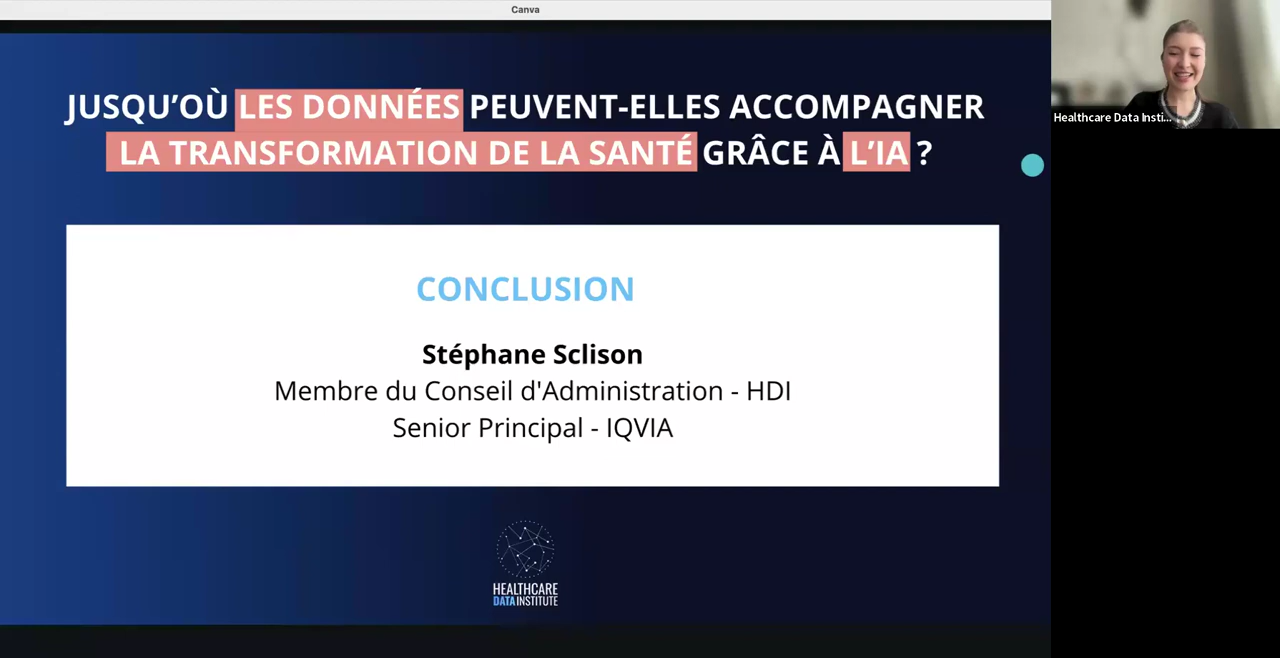 Canva
JUSQU'OÙ LES DONNÉES PEUVENT-ELLES ACCOMPAGNER
LA TRANSFORMATION DE LA SANTÉ GRÂCE À L'IA ?
CONCLUSION
Stéphane Sclison
Membre du Conseil d'Administration - HDI
Senior Principal - IQVIA
HEALTHCARE
DATA INSTITUTE
Healthcare Data Insti...